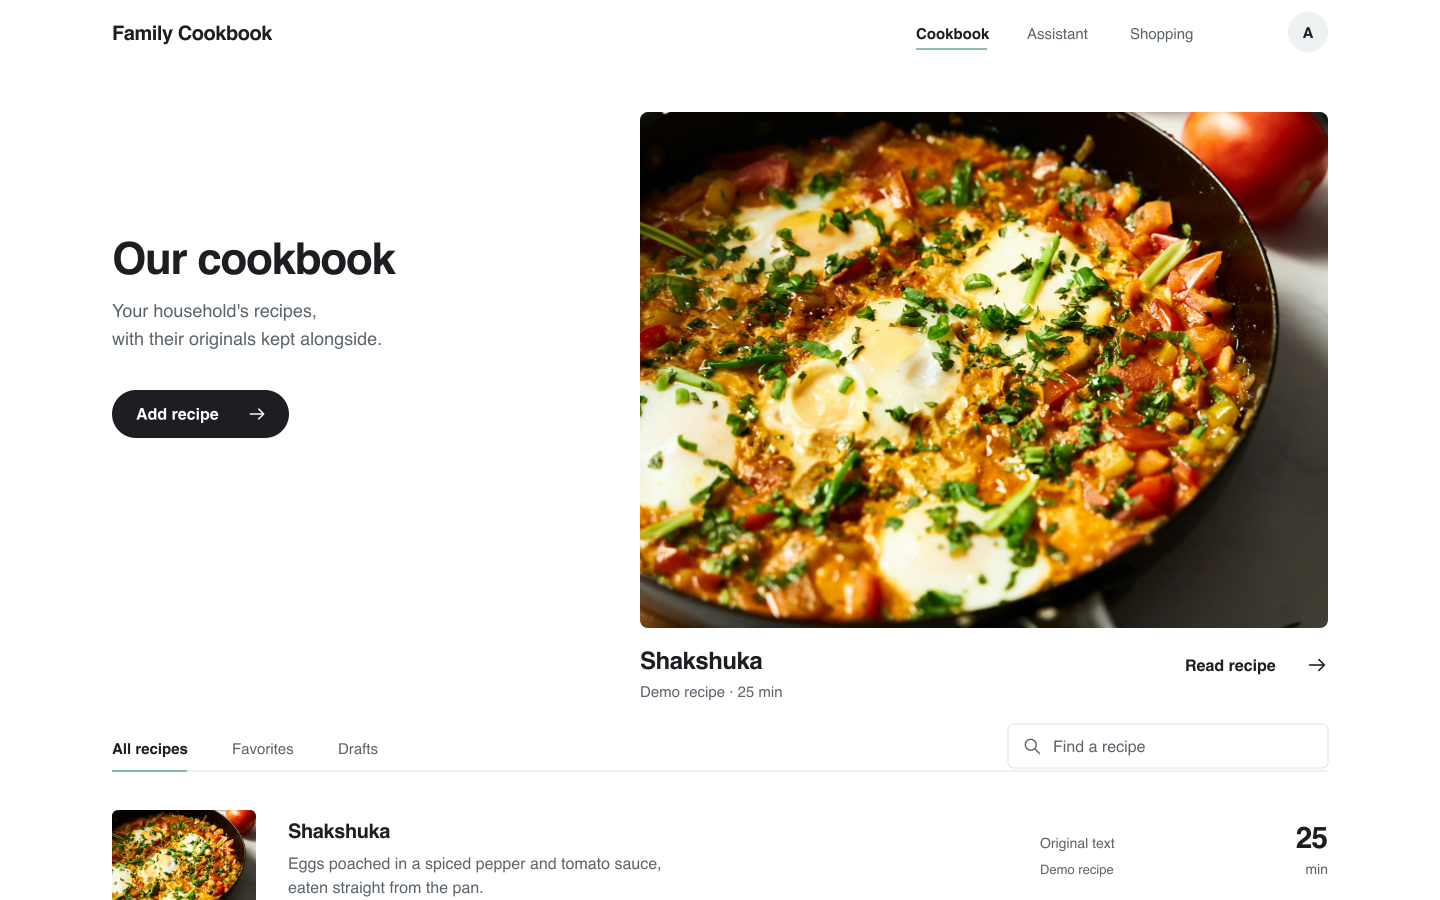 Family Cookbook
Cookbook
Assistant
Shopping
A
Our cookbook
Your household's recipes,
with their originals kept alongside.
Add recipe
Shakshuka
Demo recipe · 25 min
Read recipe
All recipes
Favorites
Drafts
Find a recipe
Shakshuka
Eggs poached in a spiced pepper and tomato sauce,
eaten straight from the pan.
Original text
Demo recipe
25
min